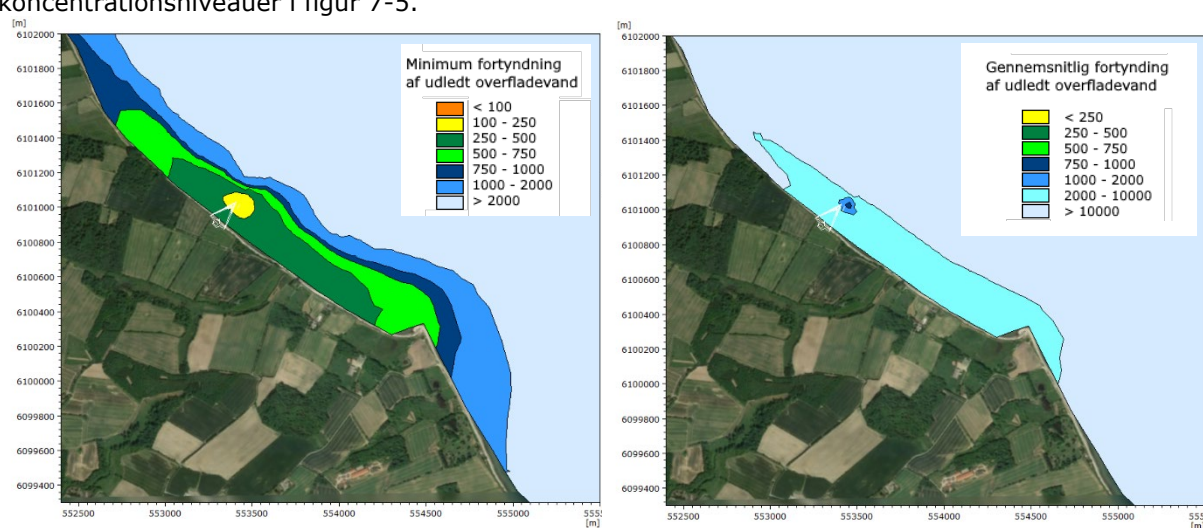 koncentrationsniveauer i figur 7-5.
[m]
6102000
6101800
6101600
6101400
6101200
6101000
6100800
6100600
6100400
6100200
6100000
6099800
6099600
6099400
Minimum fortyndning
af udledt overfladevand
< 100
100 - 250
250 - 500
500 - 750
750 - 1000
1000 - 2000
> 2000
552500 553000 553500 554000 554500 555000
[m]
[m]
6102000
6101800
6101600
6101400
6101200
6101000
6100800
6100600
6100400
6100200
6100000
6099800
6099600
6099400
Gennemsnitlig fortynding
af udledt overfladevand
< 250
250 - 500
500 - 750
750 - 1000
1000 - 2000
2000 - 10000
> 10000
552500 553000 553500 554000 554500 555000
[m]